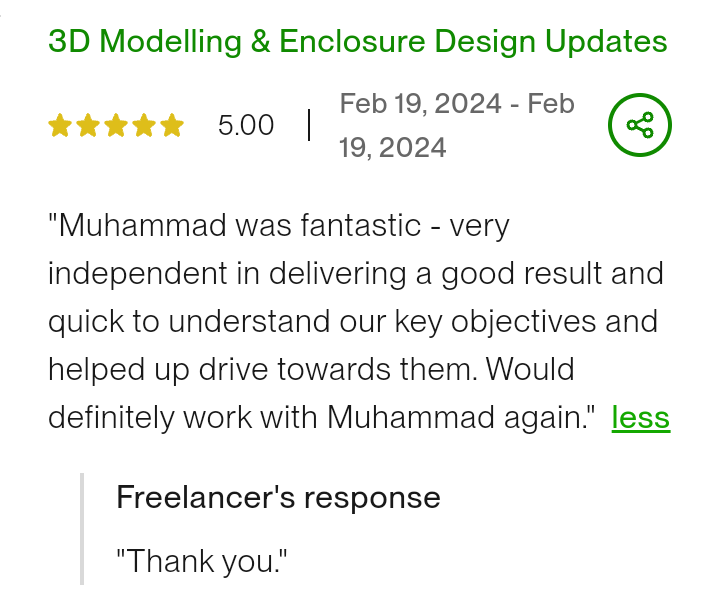 3D Modelling & Enclosure Design Updates
5.00
Feb 19, 2024 - Feb
19, 2024
"Muhammad was fantastic - very
independent in delivering a good result and
quick to understand our key objectives and
helped up drive towards them. Would
definitely work with Muhammad again." less
Freelancer's response
"Thank you."